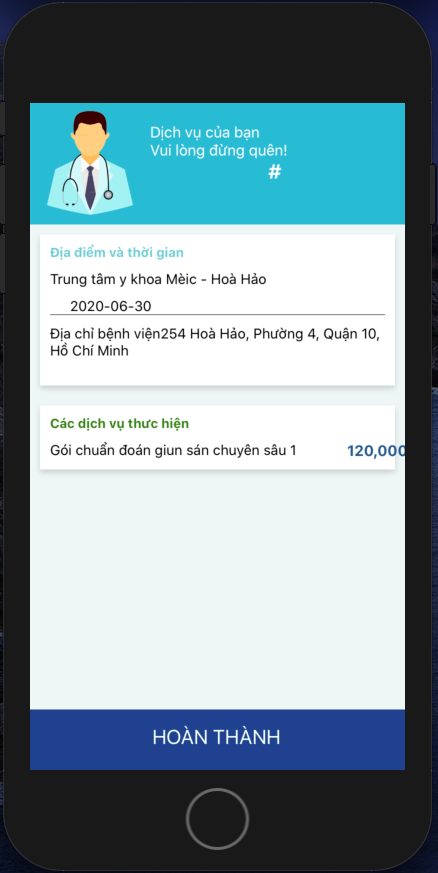 Dịch vụ của bạn
Vui lòng đừng quên!
#
Địa điểm và thời gian
Trung tâm y khoa Mèic - Hoà Hảo
2020-06-30
Địa chỉ bệnh viện254 Hoà Hảo, Phường 4, Quận 10,
Hồ Chí Minh
Các dịch vụ thực hiện
Gói chuẩn đoán giun sán chuyên sâu 1 120,000
HOÀN THÀNH